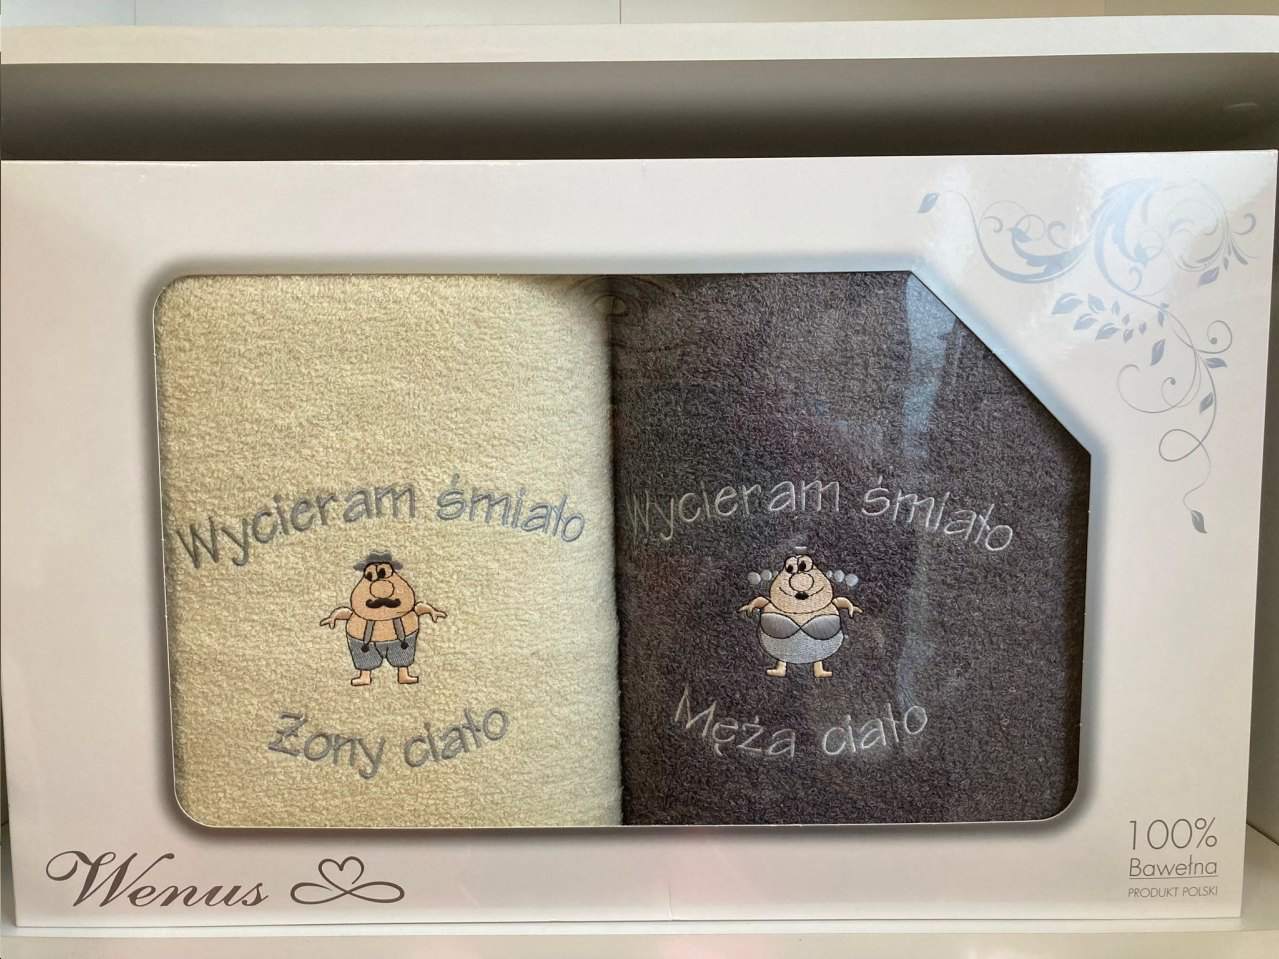 Wycieram śmiało
Żony ciało
Wycieram śmiało
Męża ciało
Wenus
100%
Bawełna
PRODUKT POLSKI